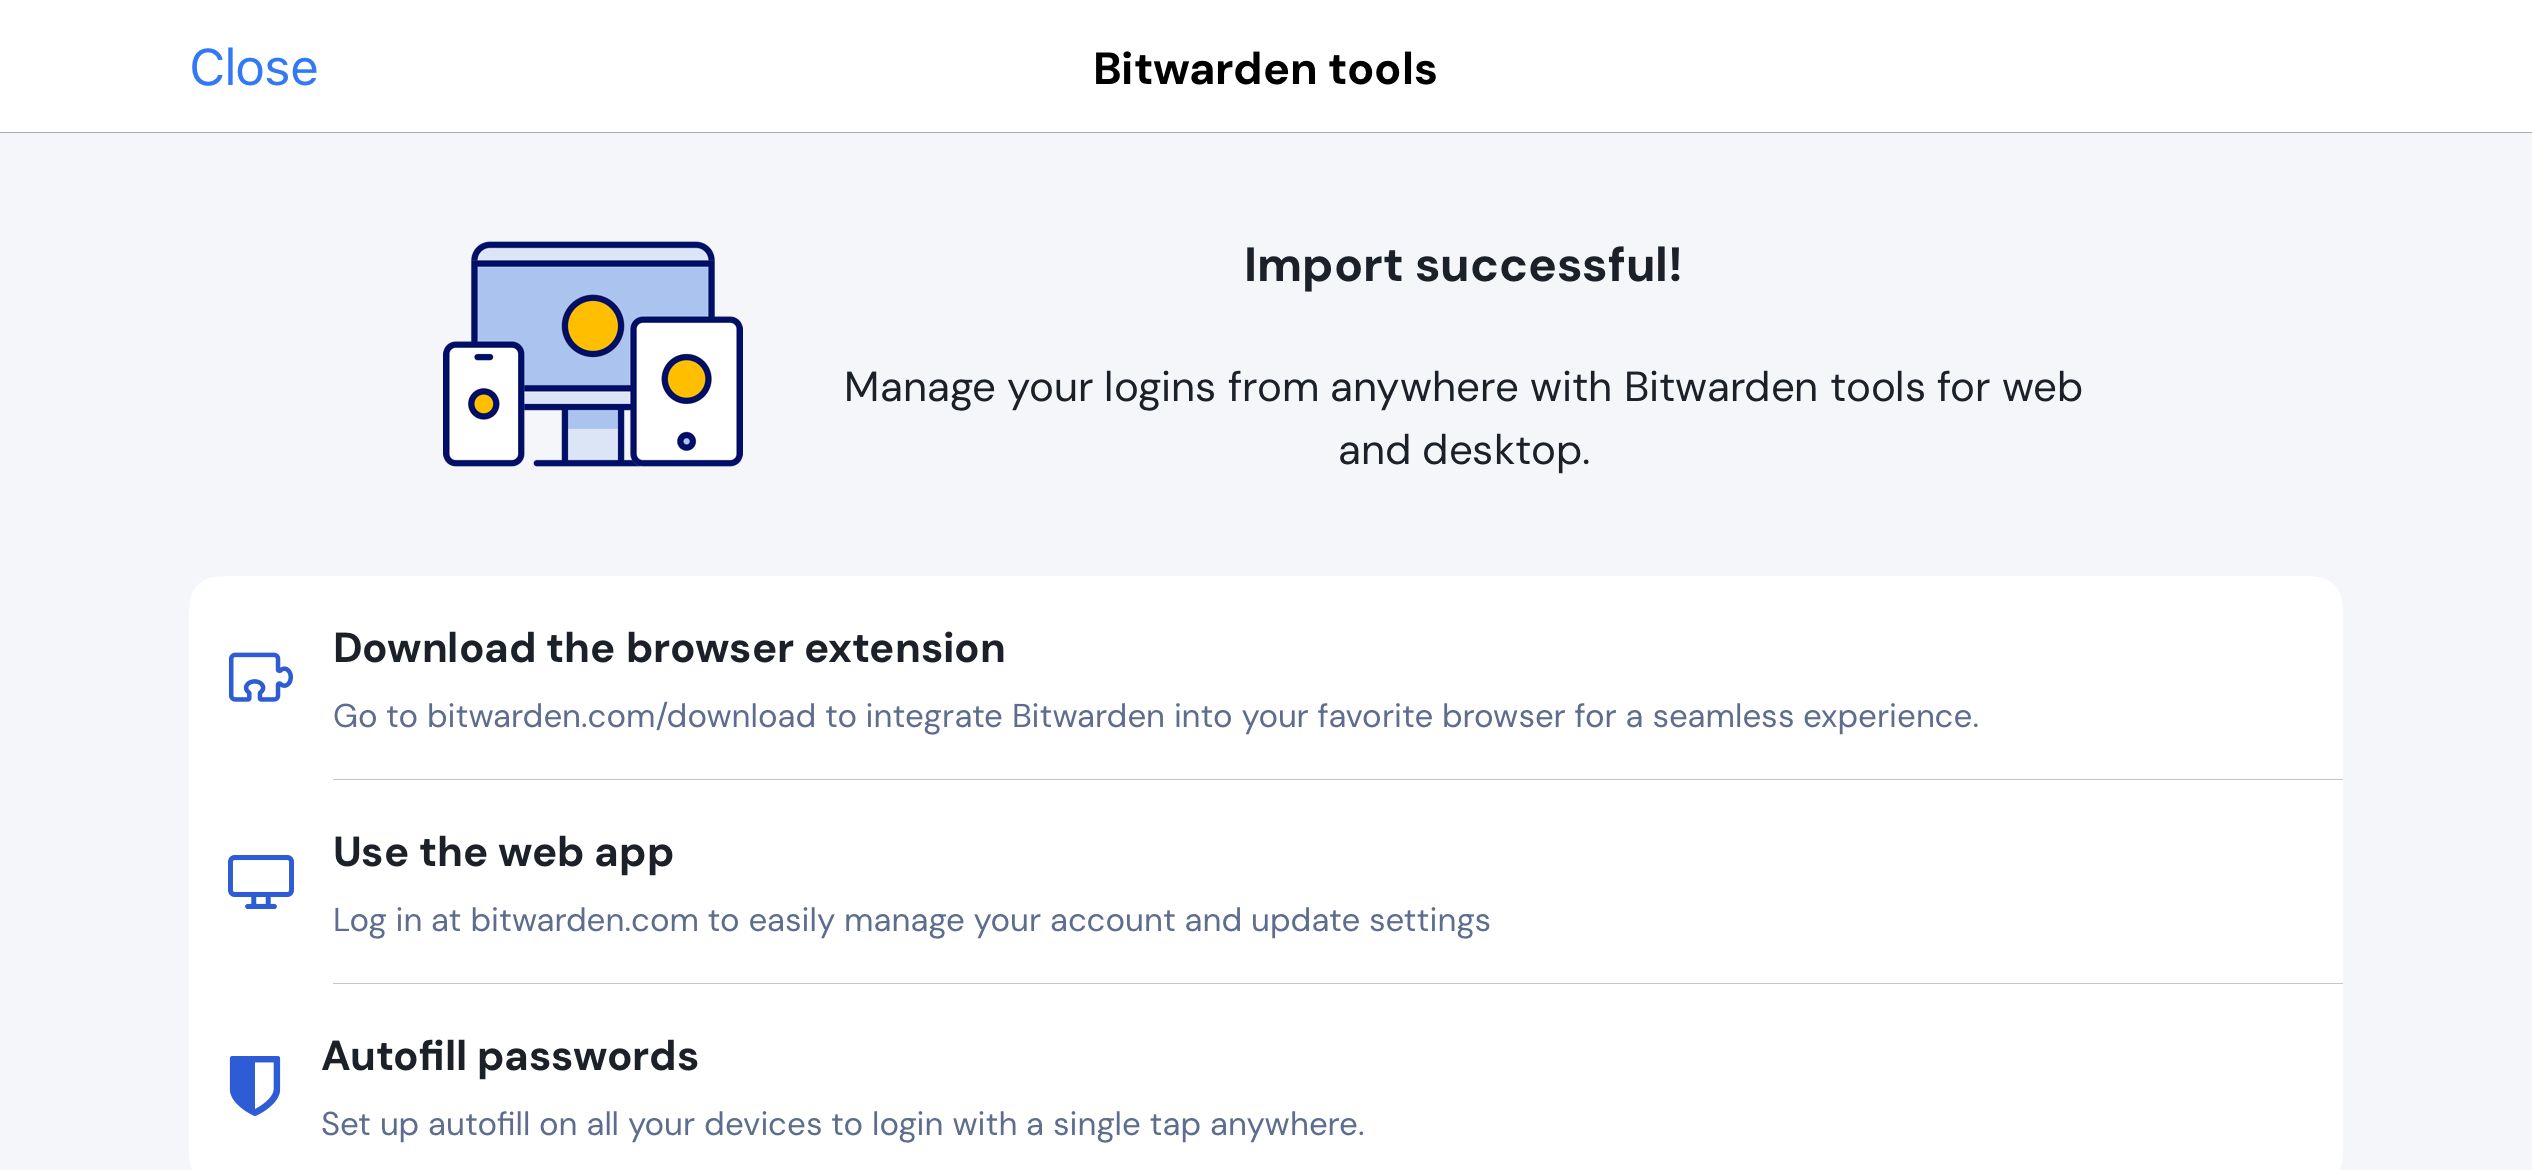 Close
Bitwarden tools
Import successful!
Manage your logins from anywhere with Bitwarden tools for web
and desktop.
Download the browser extension
Go to bitwarden.com/download to integrate Bitwarden into your favorite browser for a seamless experience.
Use the web app
Log in at bitwarden.com to easily manage your account and update settings
Autofill passwords
Set up autofill on all your devices to login with a single tap anywhere.